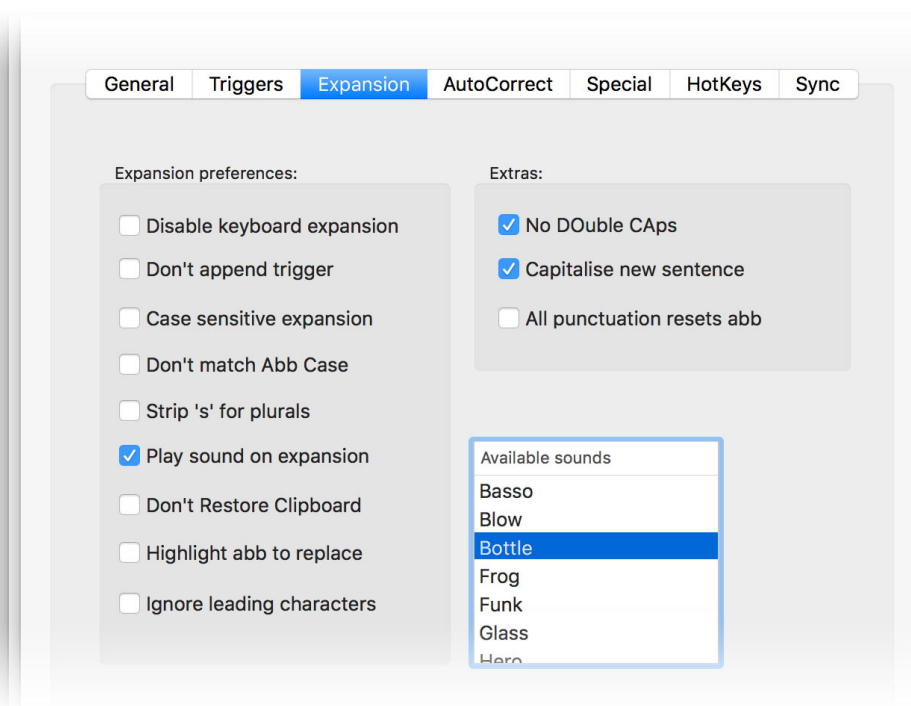 General Triggers Expansion AutoCorrect Special HotKeys Sync
Expansion preferences:
Disable keyboard expansion
Don't append trigger
Case sensitive expansion
Don't match Abb Case
Strip 's' for plurals
Play sound on expansion
Don't Restore Clipboard
Highlight abb to replace
Ignore leading characters
Extras:
No DOuble CAps
Capitalise new sentence
All punctuation resets abb
Available sounds
Basso
Blow
Bottle
Frog
Funk
Glass
Hero